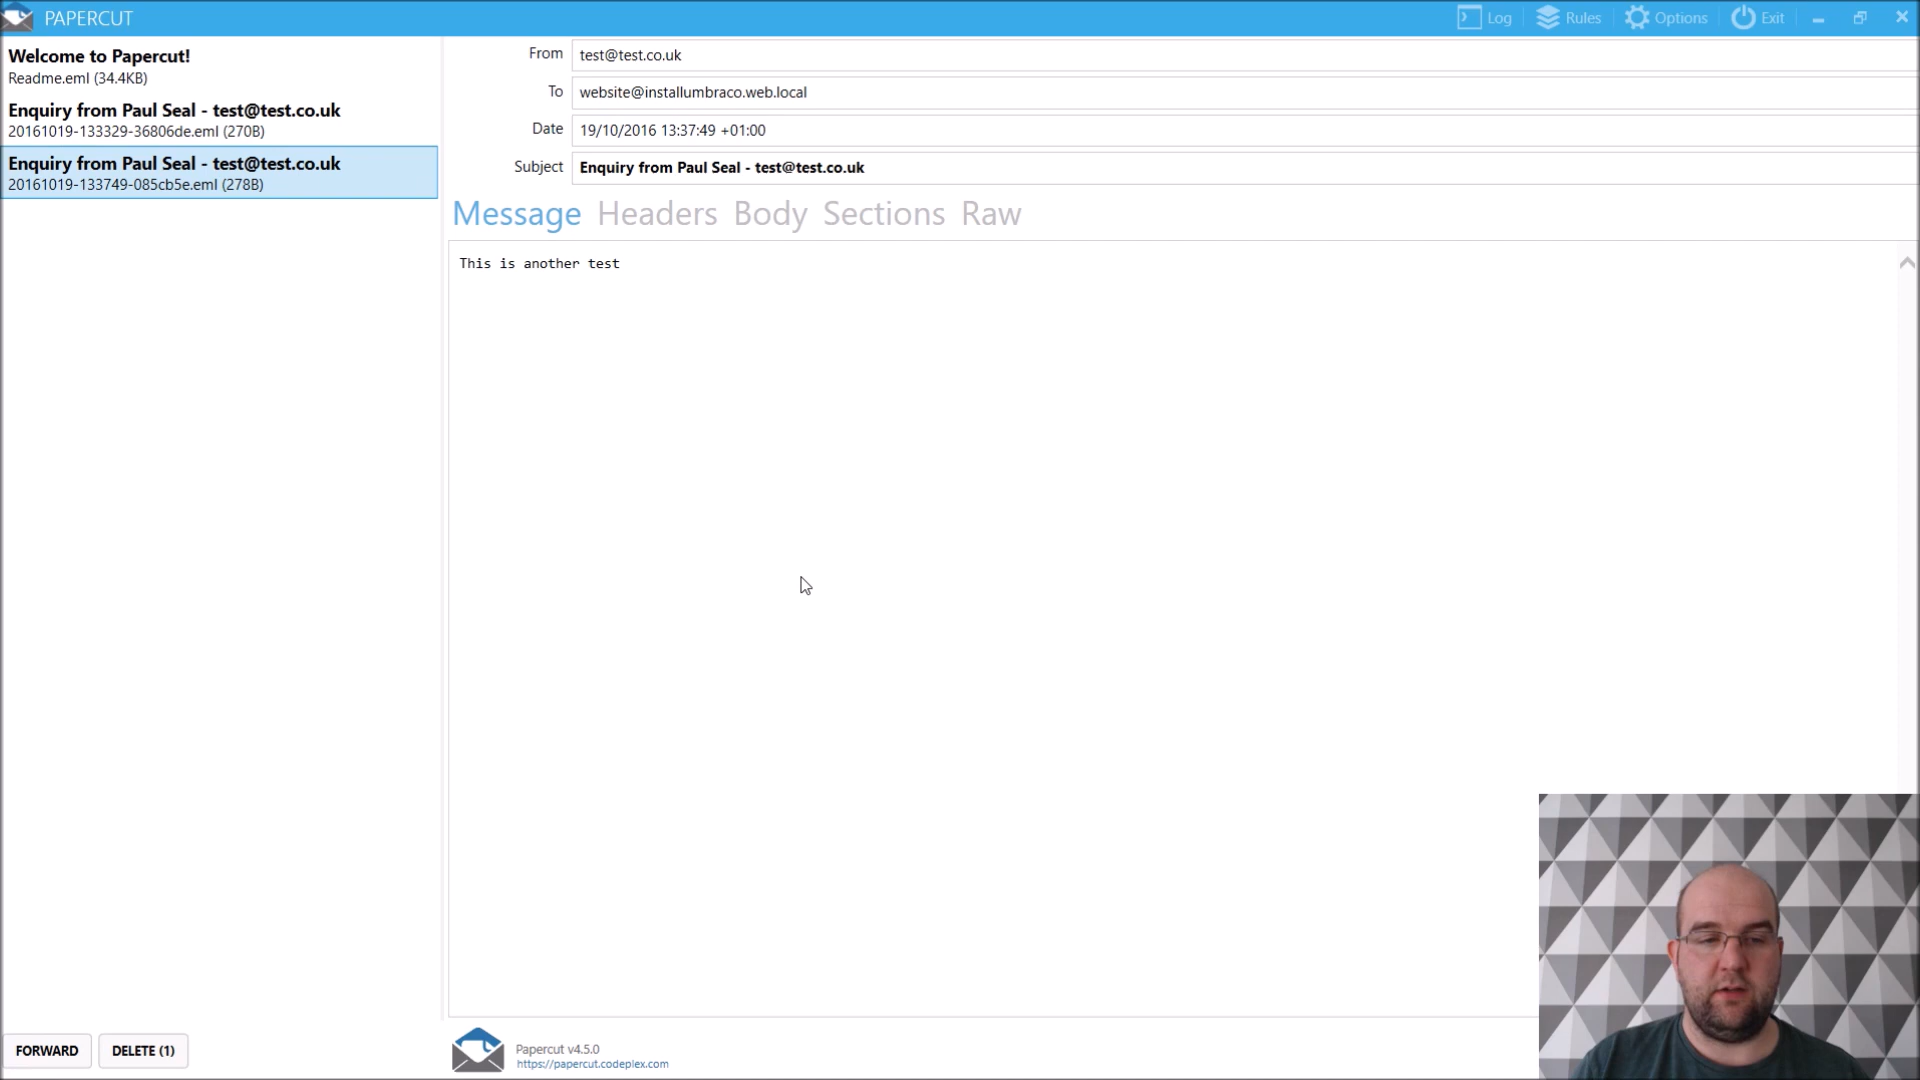 PAPERCUT
Log
Rules
Options
Exit
Welcome to Papercut!
Readme.eml (34.4KB)
Enquiry from Paul Seal - test@test.co.uk
20161019-133329-36806de.eml (270B)
Enquiry from Paul Seal - test@test.co.uk
20161019-133749-085cb5e.eml (278B)
From test@test.co.uk
To website@installumbraco.web.local
Date 19/10/2016 13:37:49 +01:00
Subject Enquiry from Paul Seal - test@test.co.uk
Message Headers Body Sections Raw
This is another test
FORWARD
DELETE (1)
Papercut v4.5.0
https://papercut.codeplex.com